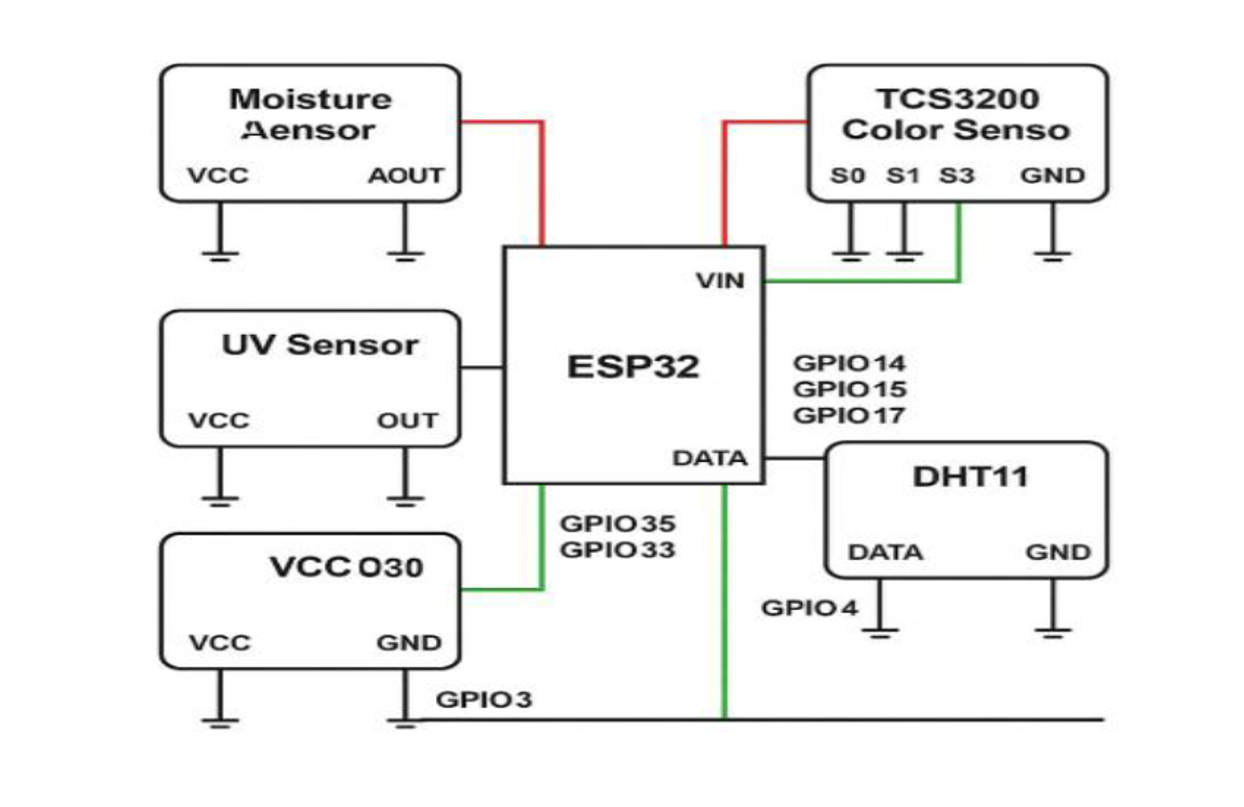 Moisture
Aensor
VCC AOUT
TCS3200
Color Senso
S0 S1 S3 GND
VIN
UV Sensor
VCC OUT
ESP32
GPIO14
GPIO15
GPIO17
DATA
DHT11
DATA GND
GPIO35
GPIO33
VCC O30
VCC GND
GPIO4
GPIO3